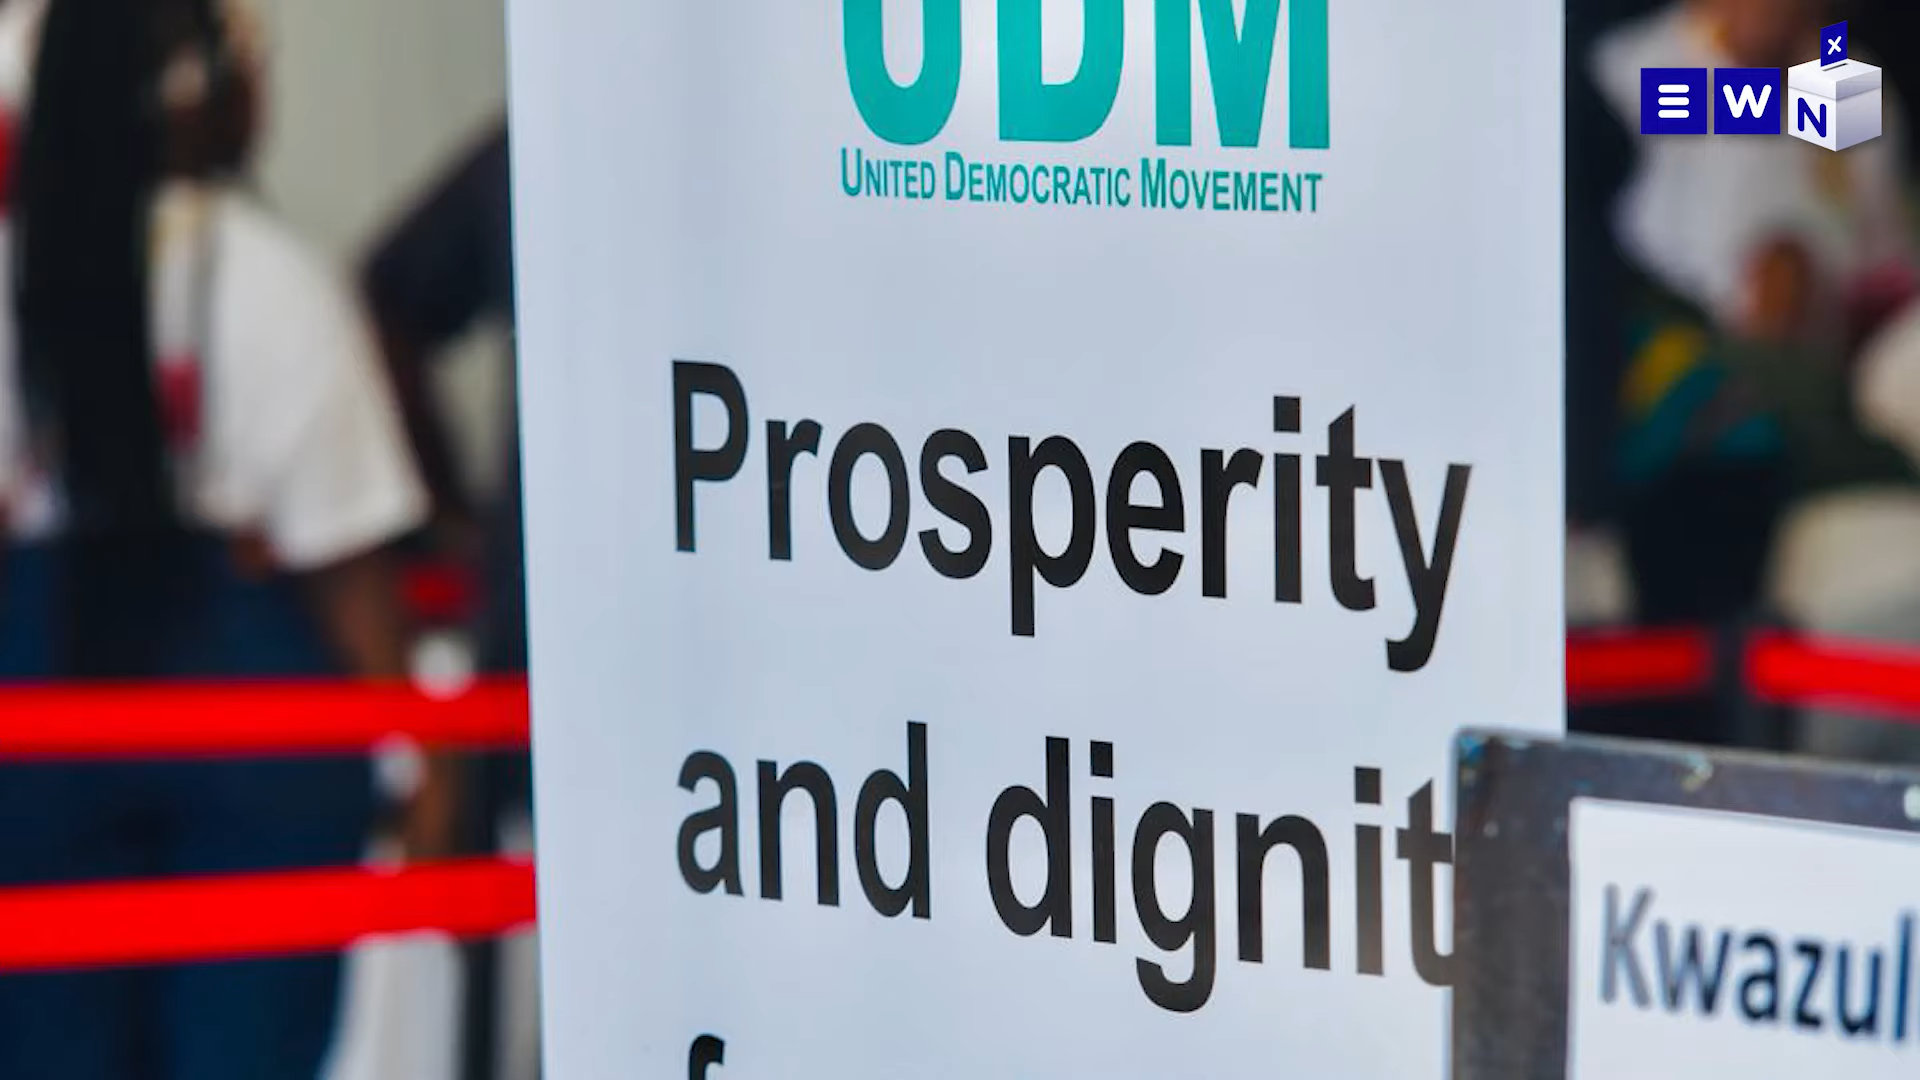 UDM
UNITED DEMOCRATIC MOVEMENT
Prosperity
and dignit
f
Kwazul
EWN
X